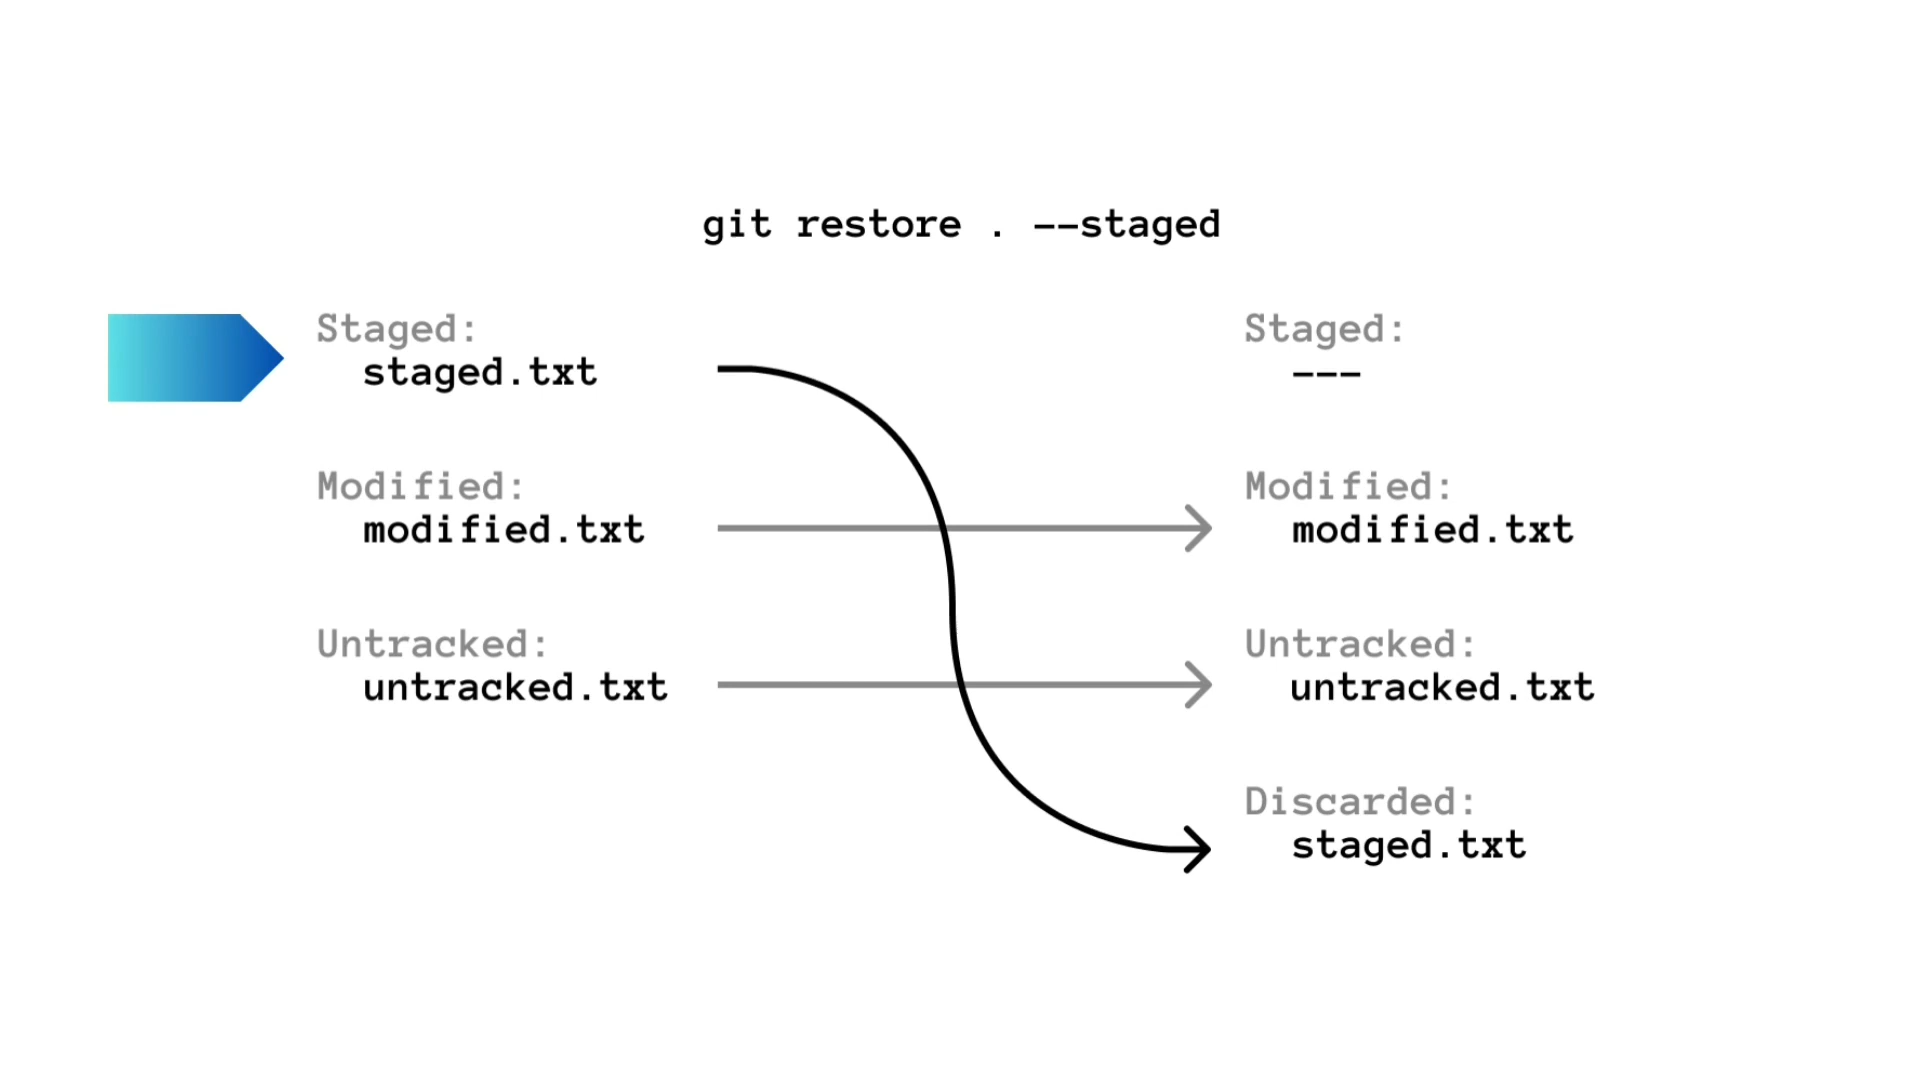 git restore . --staged
Staged:
staged.txt
Modified:
modified.txt
Untracked:
untracked.txt
Staged:
---
Modified:
modified.txt
Untracked:
untracked.txt
Discarded:
staged.txt